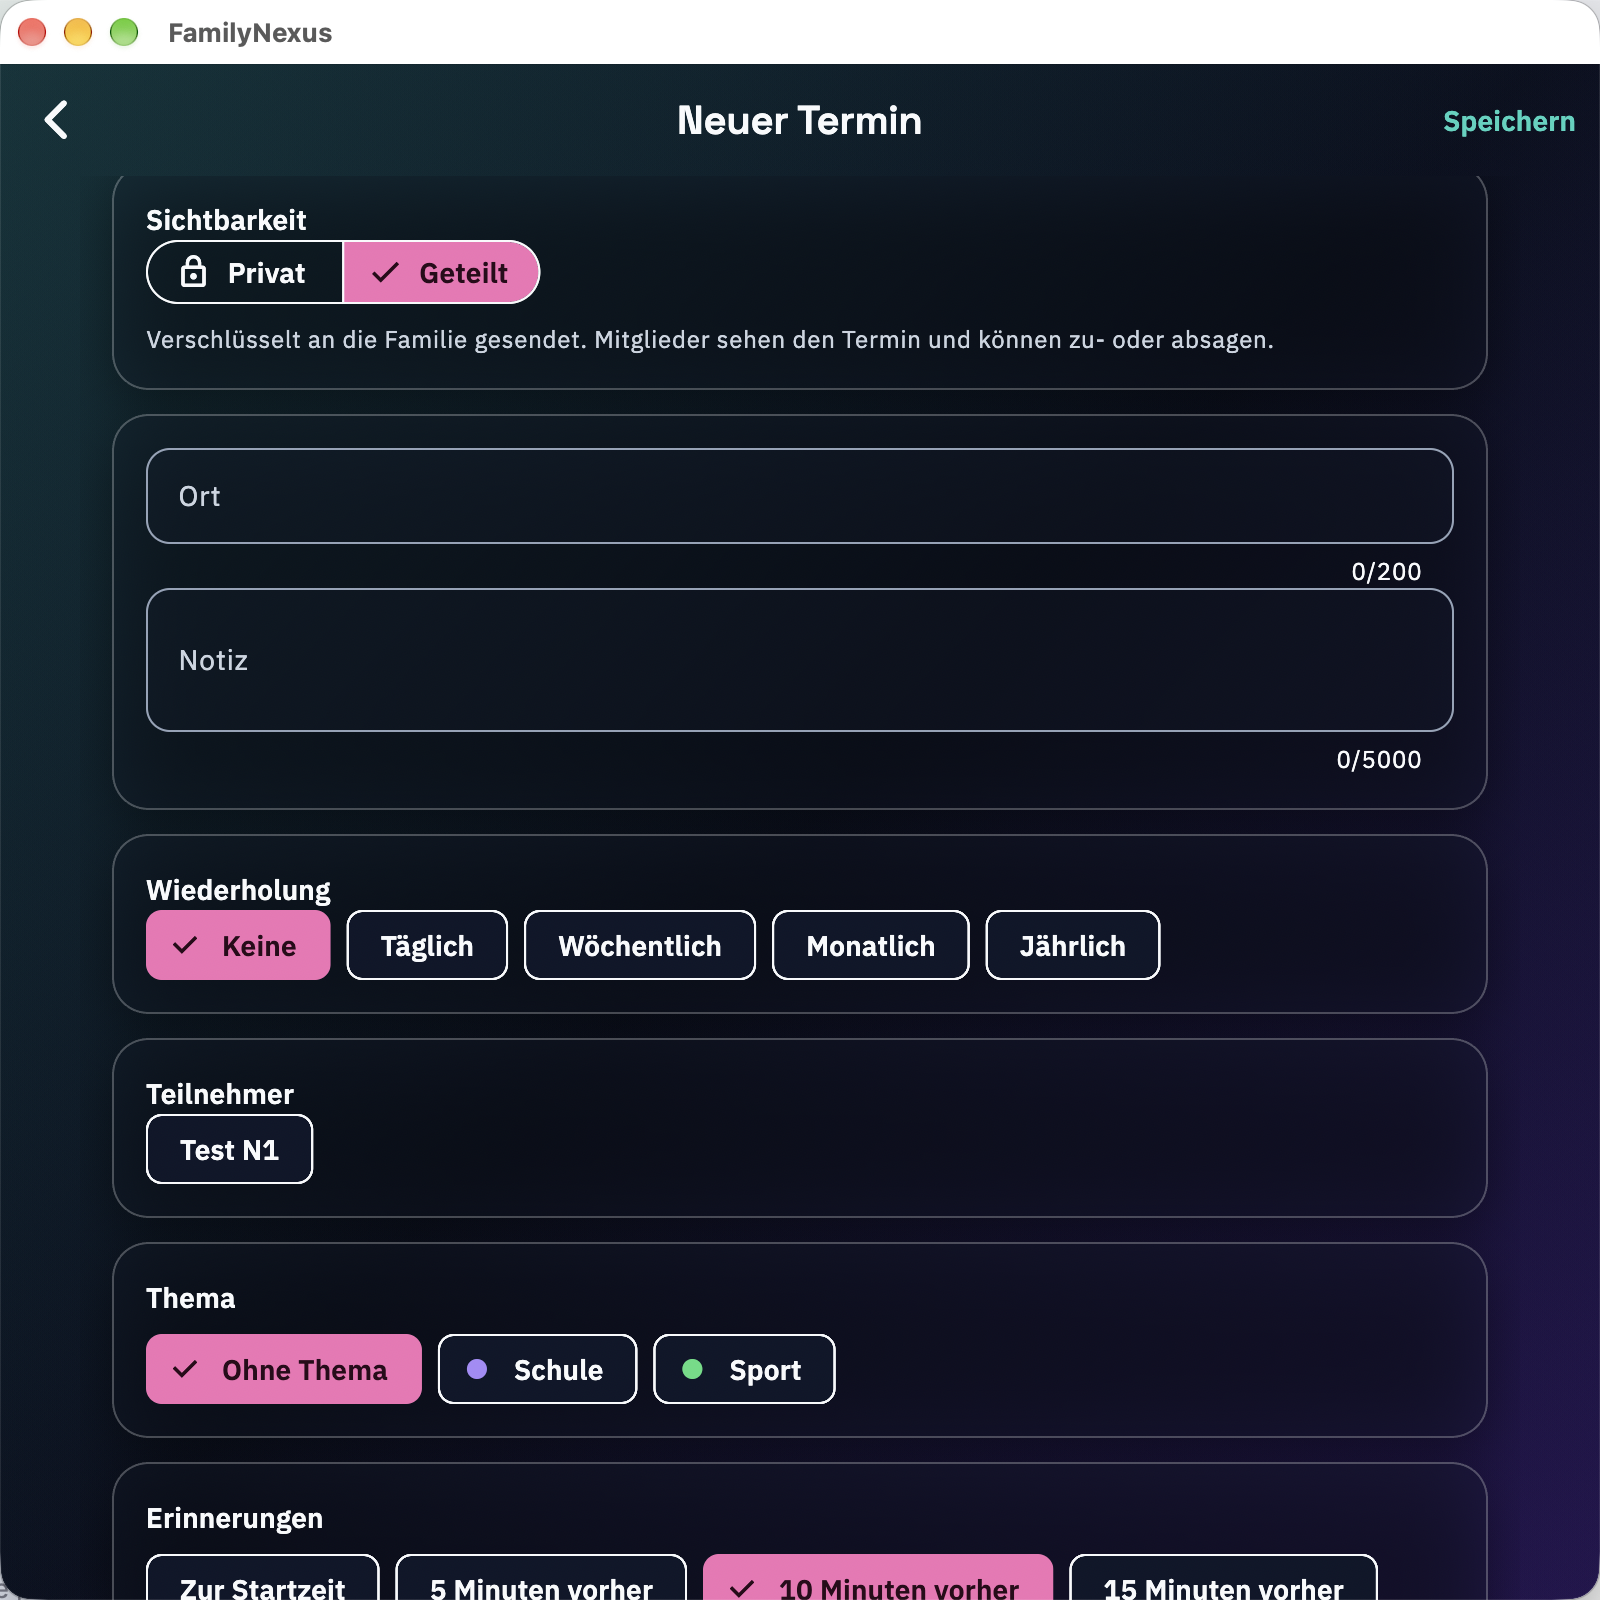 FamilyNexus
Neuer Termin
Speichern
Sichtbarkeit
Privat
Geteilt
Verschlüsselt an die Familie gesendet. Mitglieder sehen den Termin und können zu- oder absagen.
Ort
0/200
Notiz
0/5000
Wiederholung
Keine
Täglich
Wöchentlich
Monatlich
Jährlich
Teilnehmer
Test N1
Thema
Ohne Thema
Schule
Sport
Erinnerungen
Zur Startzeit
5 Minuten vorher
10 Minuten vorher
15 Minuten vorher